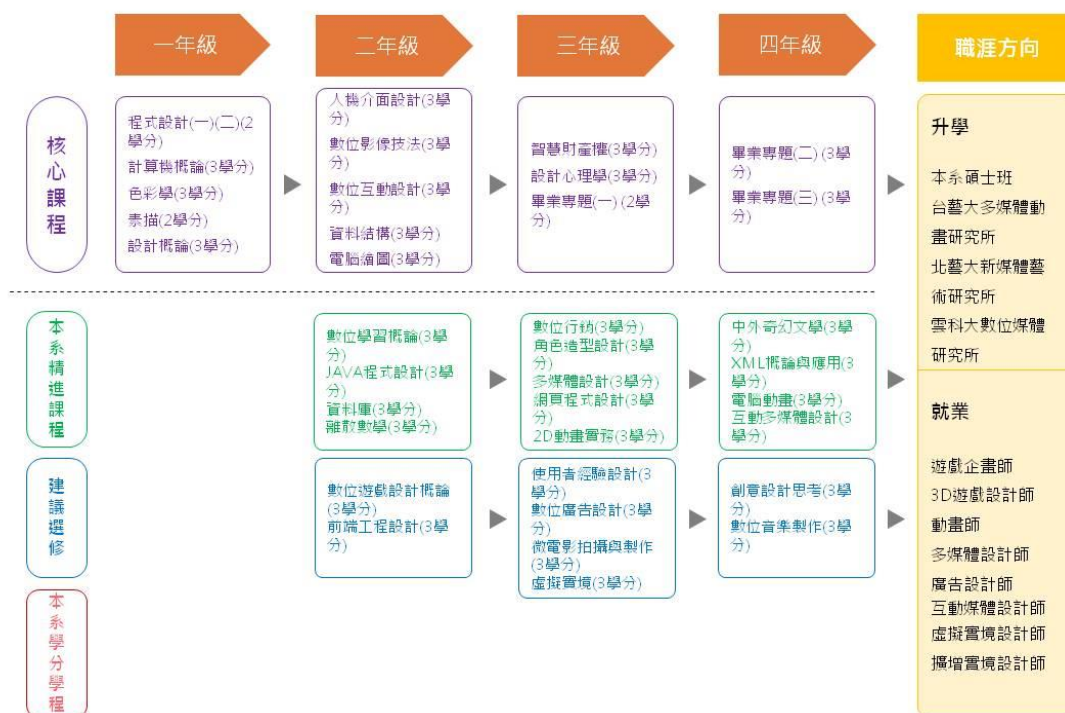 一年級
二年級
三年級
四年級
職涯方向
核
心
課
程
程式設計(一)(二)(2
學分)
計算機概論(3學分)
色彩學(3學分)
素描(2學分)
設計概論(3學分)
人機介面設計(3學
分)
數位影像技法(3學
分)
數位互動設計(3學
分)
資料結構(3學分)
電腦繪圖(3學分)
智慧財產權(3學分)
設計心理學(3學分)
畢業專題(一) (2學
分)
畢業專題(二) (3學
分)
畢業專題(三) (3學
分)
升學
本系碩士班
台藝大多媒體動
畫研究所
北藝大新媒體藝
術研究所
雲科大數位媒體
研究所
本
系
精
進
課
程
數位學習概論(3學
分)
JAVA程式設計(3學
分)
資料庫(3學分)
離散數學(3學分)
數位行銷(3學分)
角色造型設計(3學
分)
多媒體設計(3學分)
網頁程式設計(3學
分)
2D動畫實務(3學分)
中外奇幻文學(3學
分)
XML概論與應用(3
學分)
電腦動畫(3學分)
互動多媒體設計(3
學分)
就業
遊戲企畫師
3D遊戲設計師
動畫師
多媒體設計師
廣告設計師
互動媒體設計師
虛擬實境設計師
擴增實境設計師
建
議
選
修
數位遊戲設計概論
(3學分)
前端工程設計(3學
分)
使用者經驗設計(3
學分)
數位廣告設計(3學
分)
微電影拍攝與製作
(3學分)
虛擬實境(3學分)
創意設計思考(3學
分)
數位音樂製作(3學
分)
本
系
學
分
學
程